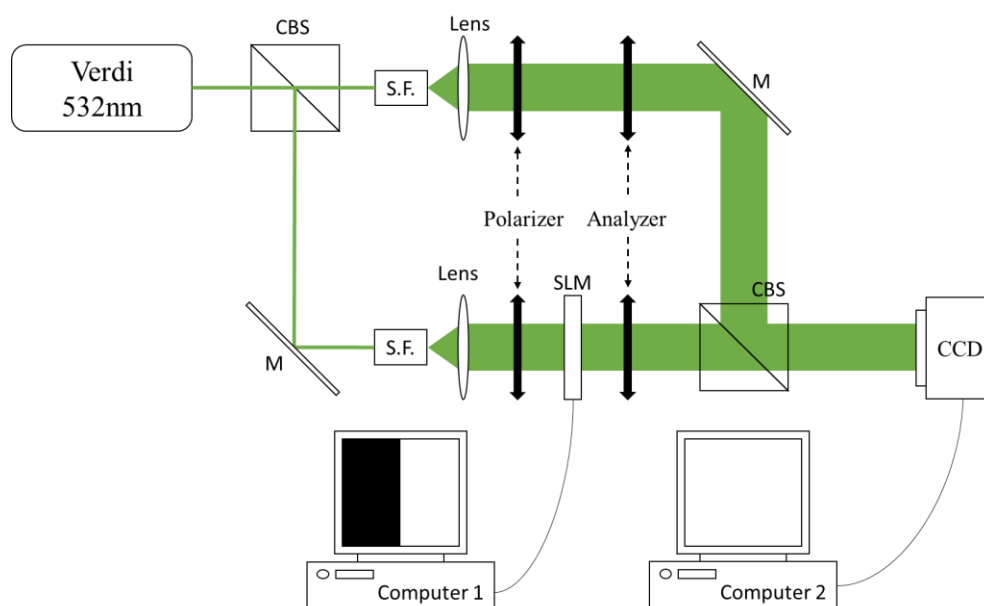 CBS
Verdi
532nm
S.F.
Lens
M
Polarizer
Analyzer
Lens
SLM
CBS
M
S.F.
CCD
Computer 1
Computer 2